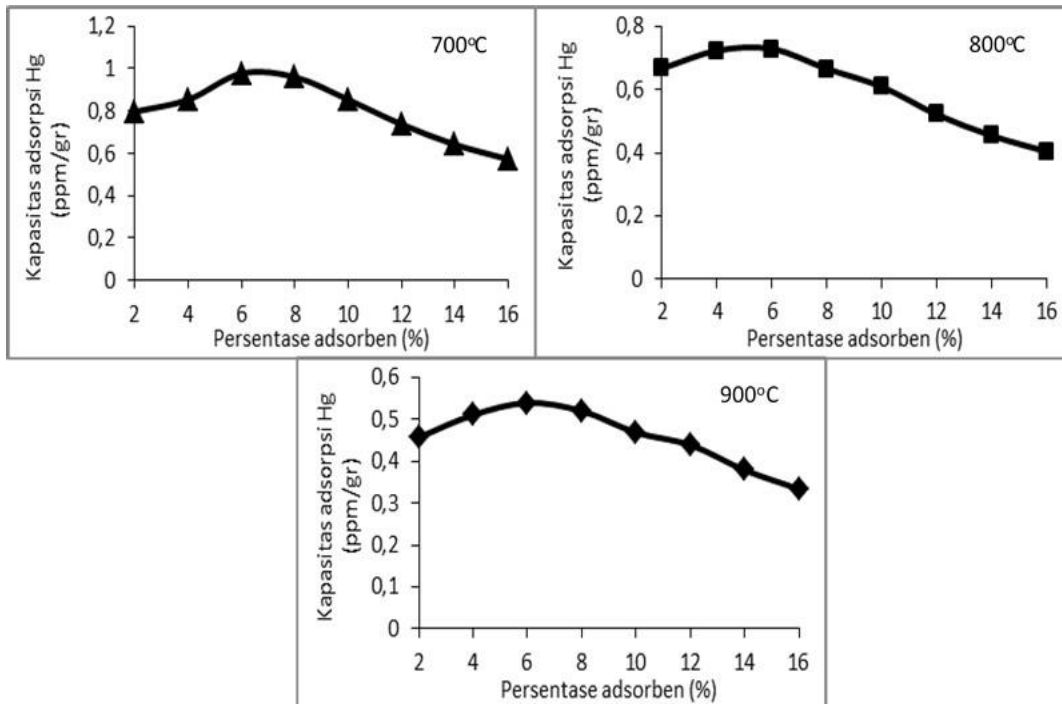 700°C
Kapasitas adsorpsi Hg
(ppm/gr)
1,2
1
0,8
0,6
0,4
0,2
0
2 4 6 8 10 12 14 16
Persentase adsorben (%)
800°C
Kapasitas adsorpsi Hg
(ppm/gr)
0,8
0,6
0,4
0,2
0
2 4 6 8 10 12 14 16
Persentase adsorben (%)
900°C
Kapasitas adsorpsi Hg
(ppm/gr)
0,6
0,5
0,4
0,3
0,2
0,1
0
2 4 6 8 10 12 14 16
Persentase adsorben (%)